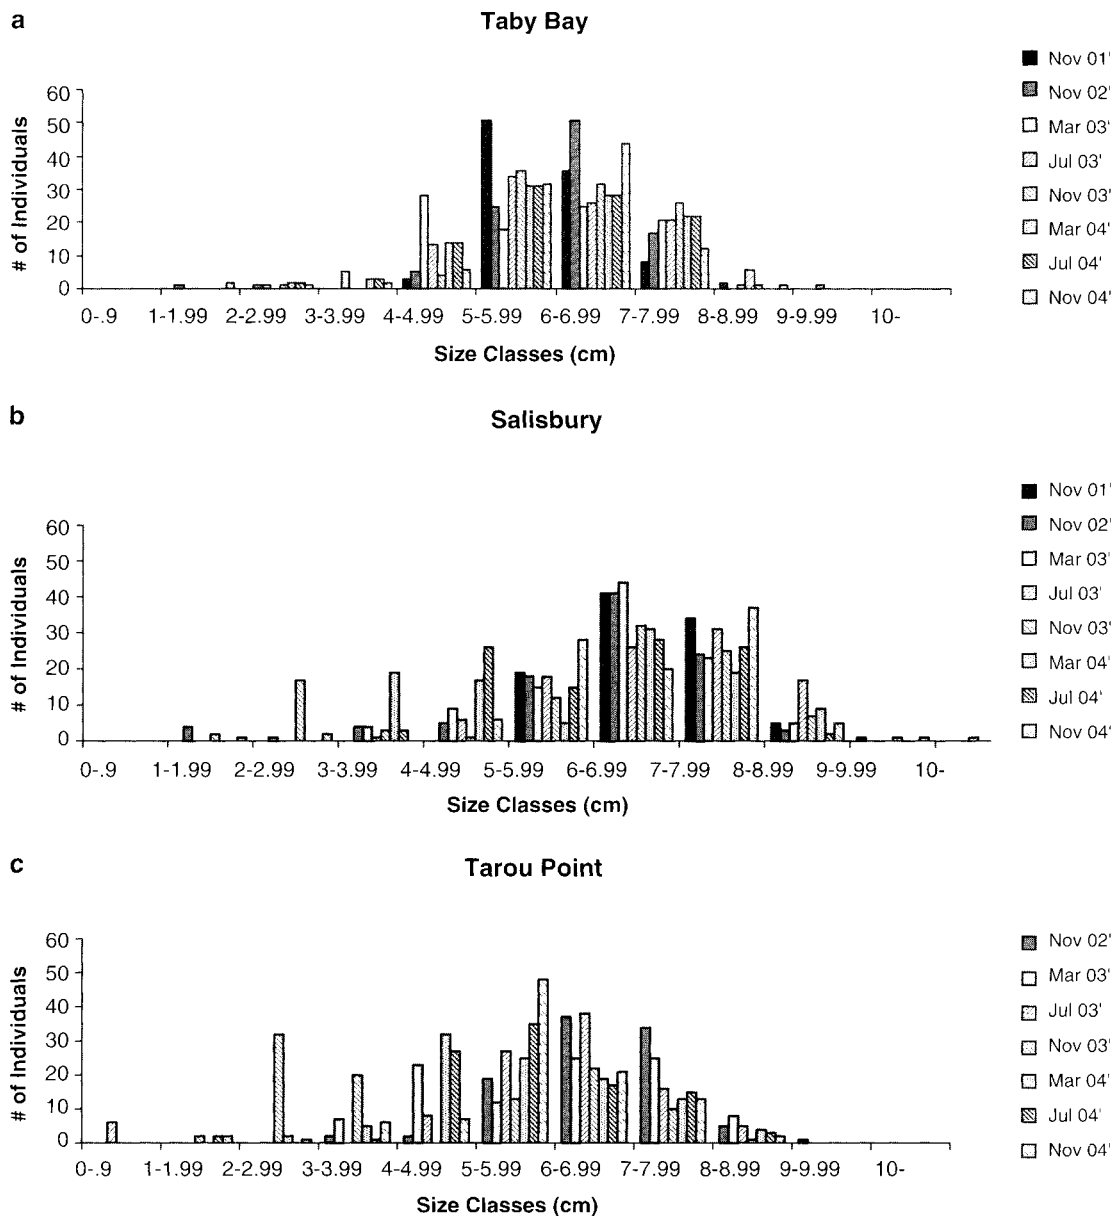 a
Taby Bay
# of Individuals
60
50
40
30
20
10
0
0-.9 1-1.99 2-2.99 3-3.99 4-4.99 5-5.99 6-6.99 7-7.99 8-8.99 9-9.99 10-
Size Classes (cm)
Nov 01'
Nov 02'
Mar 03'
Jul 03'
Nov 03'
Mar 04'
Jul 04'
Nov 04'
b
Salisbury
# of Individuals
60
50
40
30
20
10
0
0-.9 1-1.99 2-2.99 3-3.99 4-4.99 5-5.99 6-6.99 7-7.99 8-8.99 9-9.99 10-
Size Classes (cm)
Nov 01'
Nov 02'
Mar 03'
Jul 03'
Nov 03'
Mar 04'
Jul 04'
Nov 04'
c
Tarou Point
# of Individuals
60
50
40
30
20
10
0
0-.9 1-1.99 2-2.99 3-3.99 4-4.99 5-5.99 6-6.99 7-7.99 8-8.99 9-9.99 10-
Size Classes (cm)
Nov 02'
Mar 03'
Jul 03'
Nov 03'
Mar 04'
Jul 04'
Nov 04'